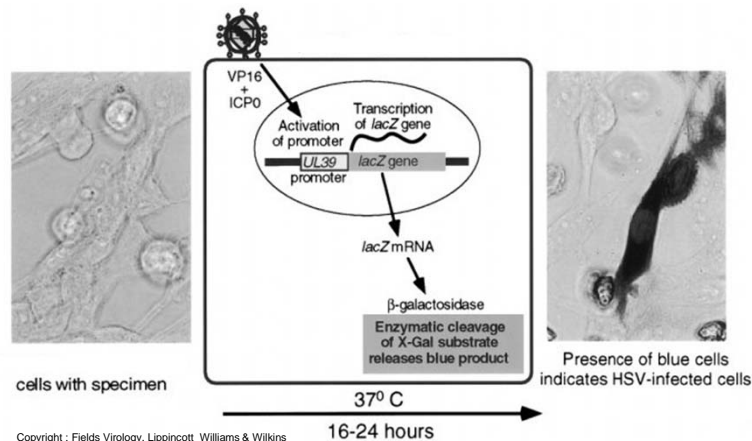 VP16
+
ICP0
Activation
of promoter
Transcription
of lacZ gene
UL39
lacZ gene
promoter
lacZ mRNA
β-galactosidase
Enzymatic cleavage
of X-Gal substrate
releases blue product
cells with specimen
Presence of blue cells
indicates HSV-infected cells
37⁰ C
16-24 hours
Copyright : Fields Virology, Lippincott Williams & Wilkins